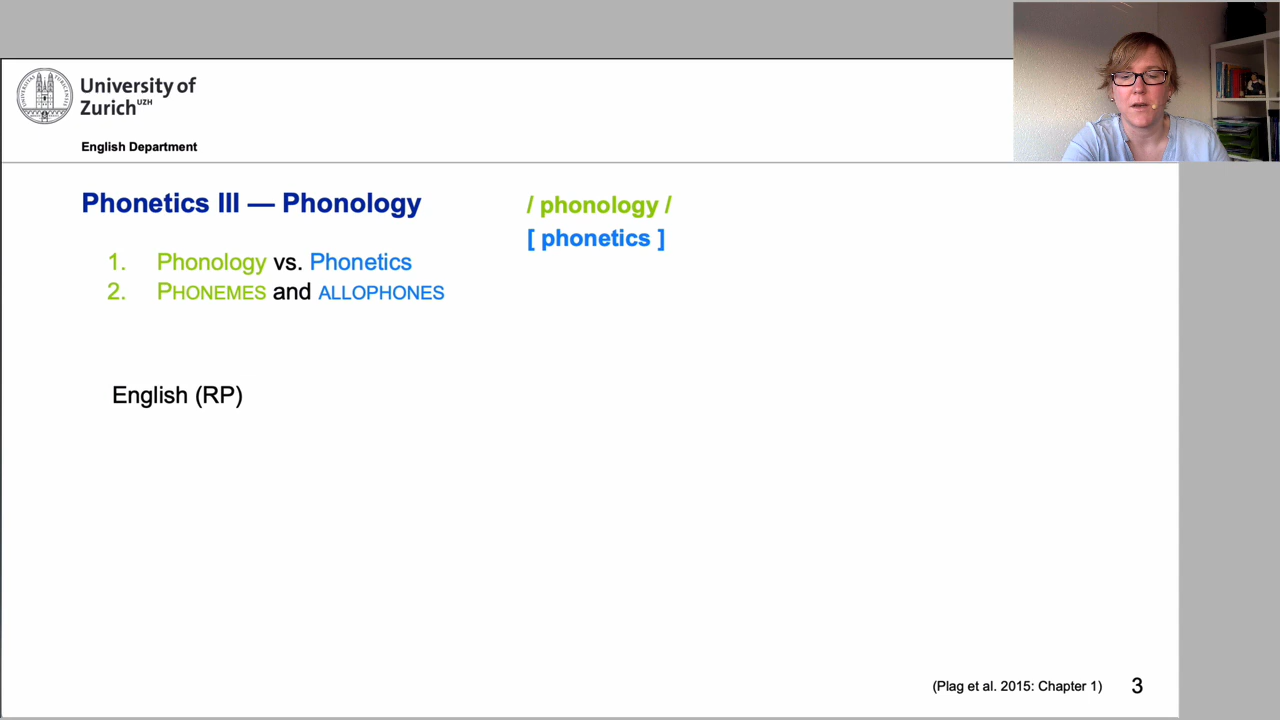 University of
Zurich UZH
English Department
Phonetics III — Phonology
/ phonology /
[ phonetics ]
1. Phonology vs. Phonetics
2. PHONEMES and ALLOPHONES
English (RP)
(Plag et al. 2015: Chapter 1) 3